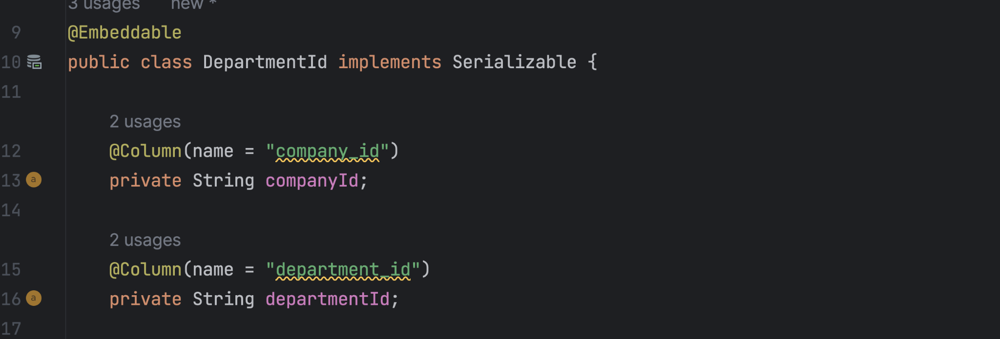 3 usages new *
9 @Embeddable
10 public class DepartmentId implements Serializable {
11
2 usages
12 @Column(name = "company_id")
13 a private String companyId;
14
2 usages
15 @Column(name = "department_id")
16 a private String departmentId;
17